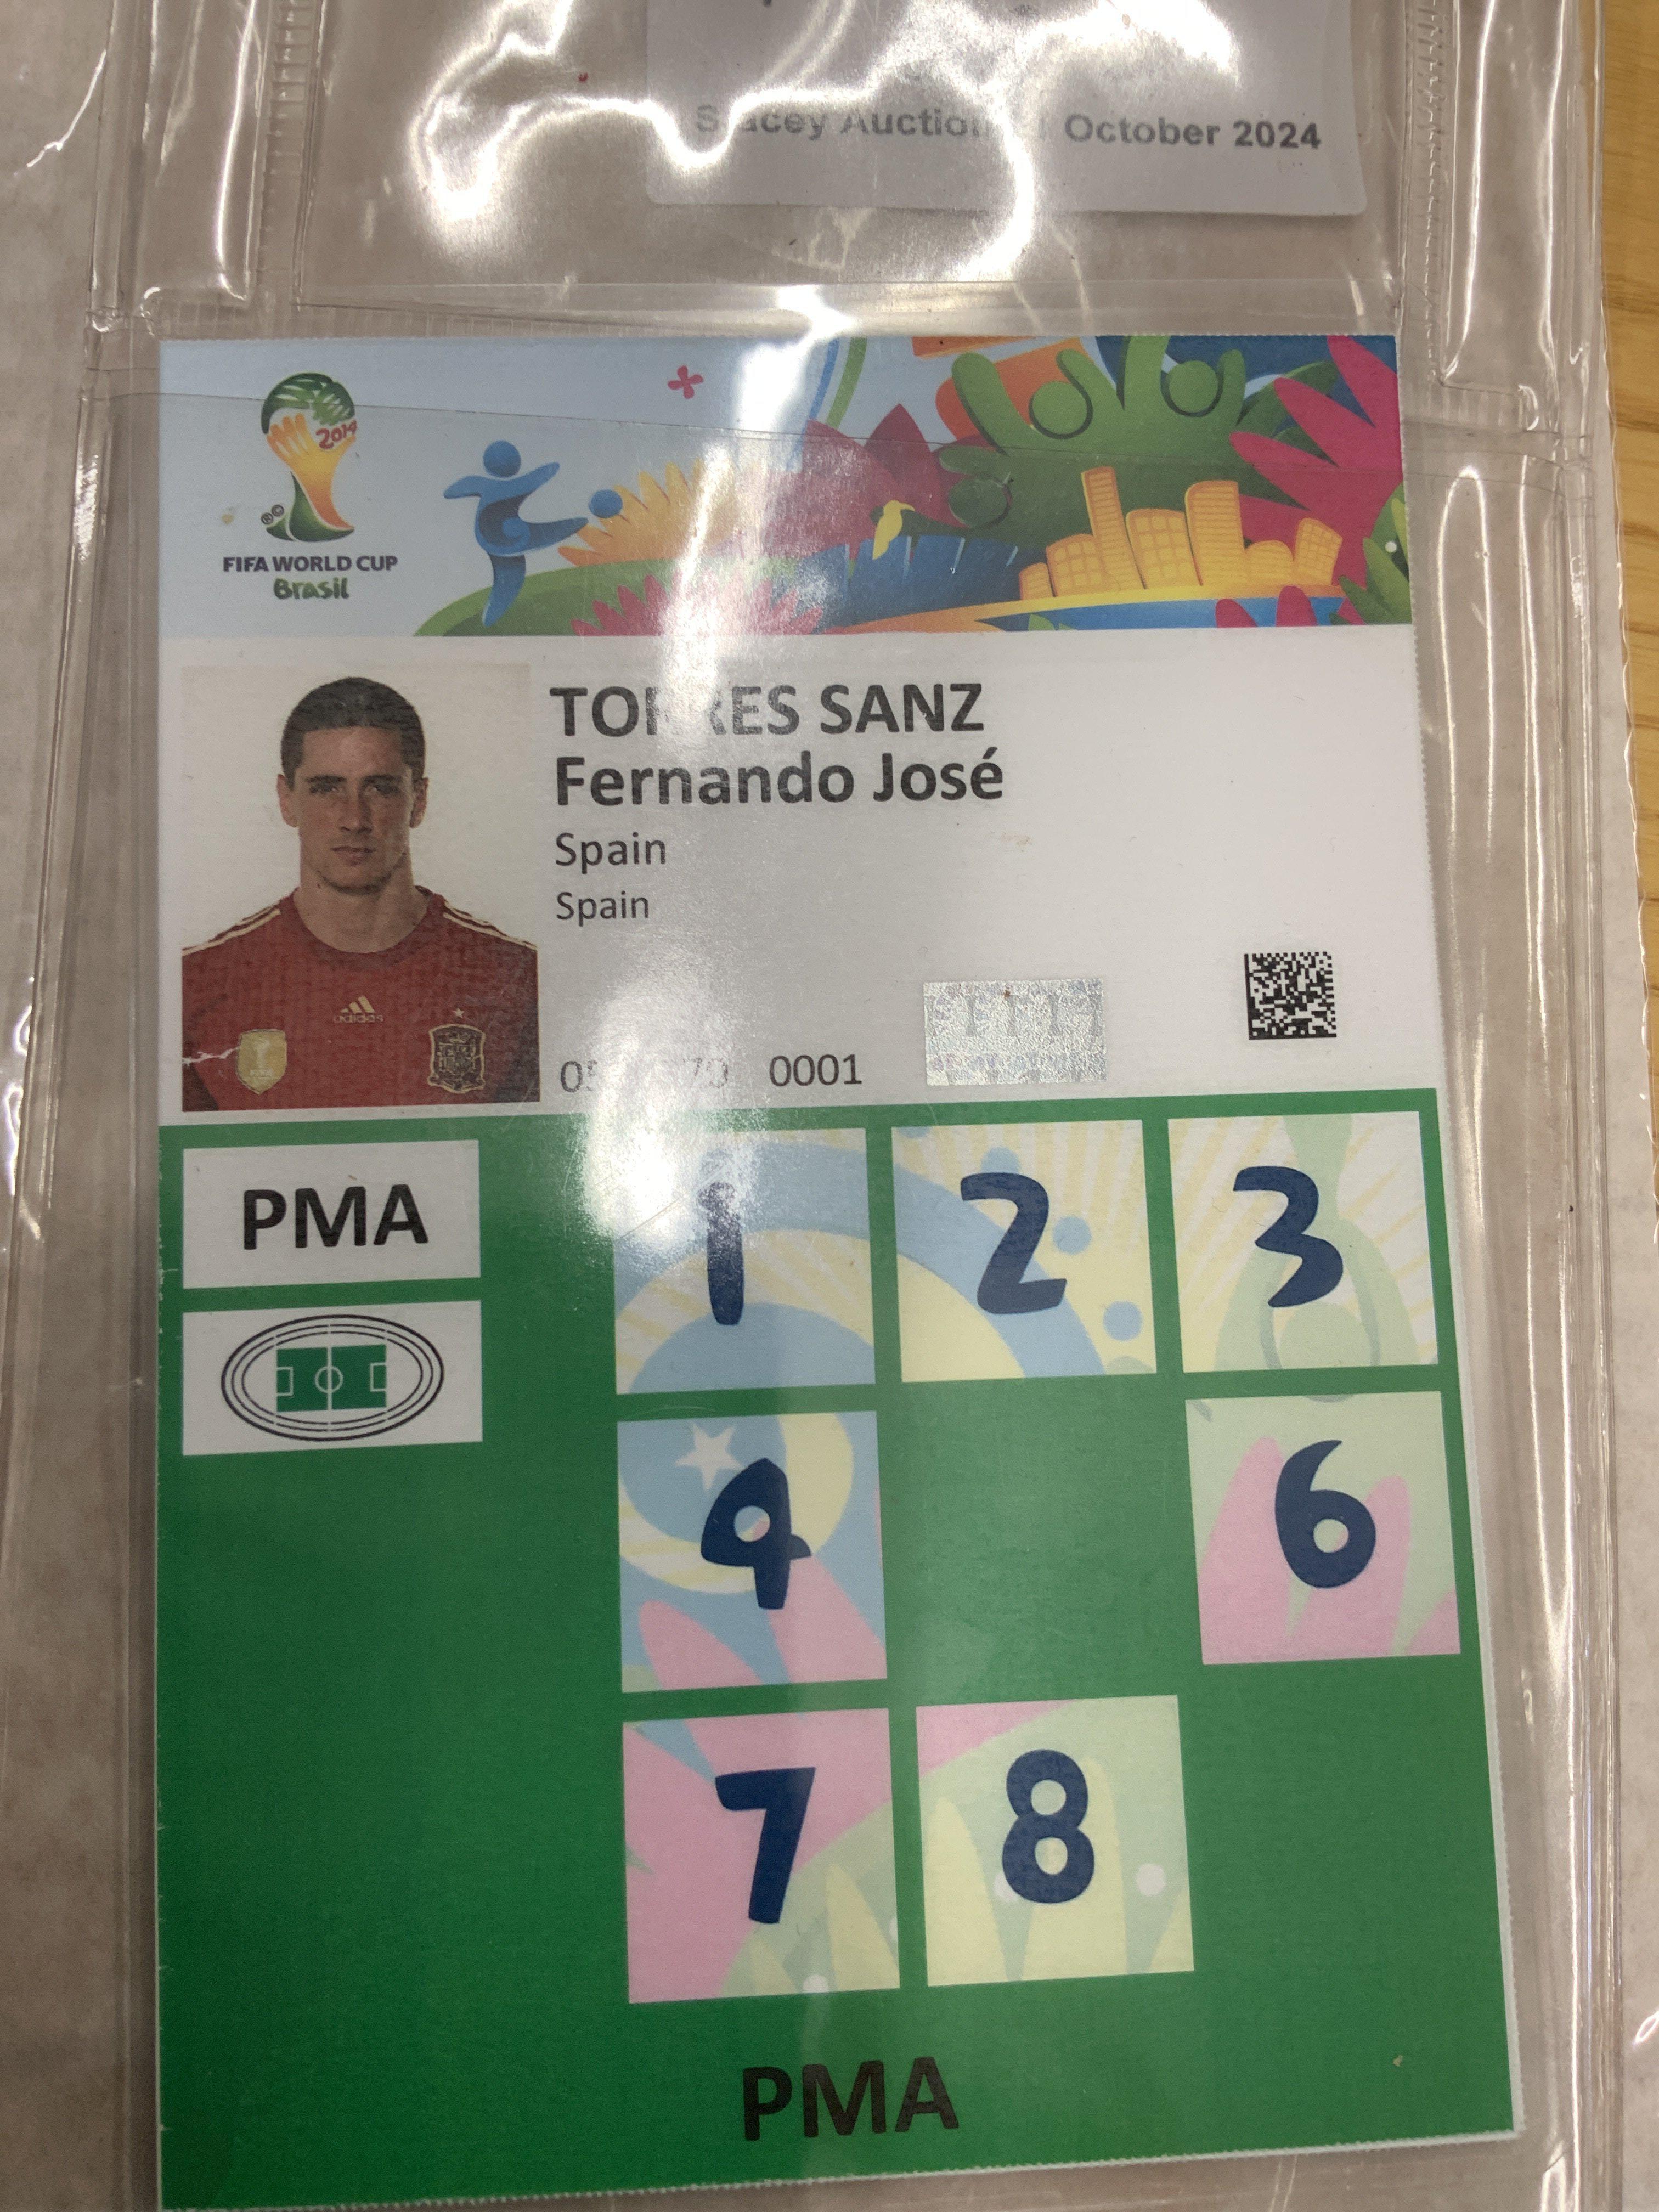 October 2024
2014
FIFA WORLD CUP
Brasil
TORRES SANZ
Fernando José
Spain
Spain
adidas
0001
PMA
1 2 3
4 6
7 8
PMA